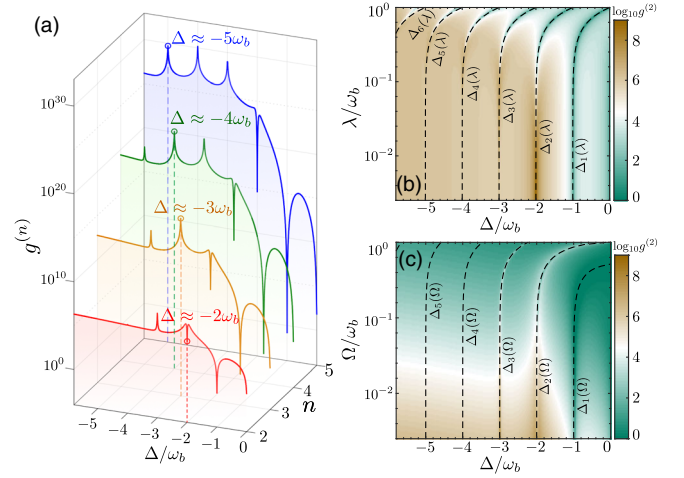 (a)
Δ ≈ −5ω_b
Δ ≈ −4ω_b
Δ ≈ −3ω_b
Δ ≈ −2ω_b
g^(n)
10^30
10^20
10^10
10^0
−5 −4 −3 −2 −1 0
Δ/ω_b
2 3 4 5
n
(b)
λ/ω_b
10^0
10^−1
10^−2
Δ_6(λ)
Δ_5(λ)
Δ_4(λ)
Δ_3(λ)
Δ_2(λ)
Δ_1(λ)
−5 −4 −3 −2 −1 0
Δ/ω_b
log_10 g^(2)
8
6
4
2
0
(c)
Ω/ω_b
10^0
10^−1
10^−2
Δ_5(Ω)
Δ_4(Ω)
Δ_3(Ω)
Δ_2(Ω)
Δ_1(Ω)
−5 −4 −3 −2 −1 0
Δ/ω_b
log_10 g^(2)
8
6
4
2
0